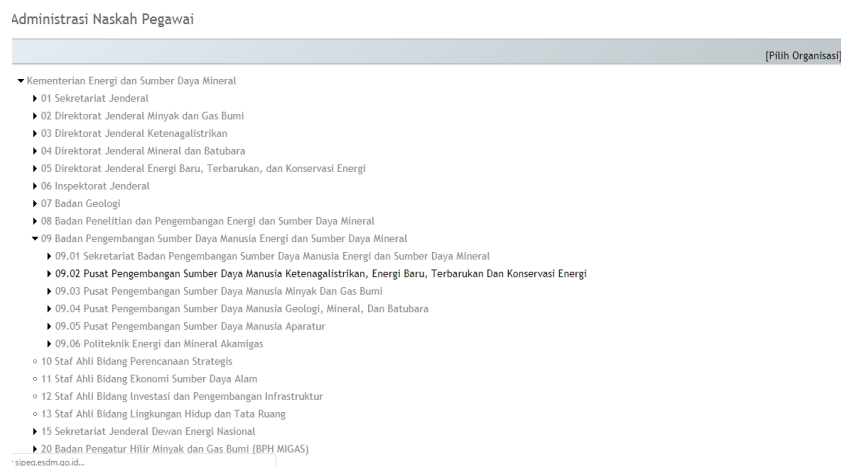 Administrasi Naskah Pegawai
[Pilih Organisasi]
Kementerian Energi dan Sumber Daya Mineral
01 Sekretariat Jenderal
02 Direktorat Jenderal Minyak dan Gas Bumi
03 Direktorat Jenderal Ketenagalistrikan
04 Direktorat Jenderal Mineral dan Batubara
05 Direktorat Jenderal Energi Baru, Terbarukan, dan Konservasi Energi
06 Inspektorat Jenderal
07 Badan Geologi
08 Badan Penelitian dan Pengembangan Energi dan Sumber Daya Mineral
09 Badan Pengembangan Sumber Daya Manusia Energi dan Sumber Daya Mineral
09.01 Sekretariat Badan Pengembangan Sumber Daya Manusia Energi dan Sumber Daya Mineral
09.02 Pusat Pengembangan Sumber Daya Manusia Ketenagalistrikan, Energi Baru, Terbarukan Dan Konservasi Energi
09.03 Pusat Pengembangan Sumber Daya Manusia Minyak Dan Gas Bumi
09.04 Pusat Pengembangan Sumber Daya Manusia Geologi, Mineral, Dan Batubara
09.05 Pusat Pengembangan Sumber Daya Manusia Aparatur
09.06 Politeknik Energi dan Mineral Akamigas
10 Staf Ahli Bidang Perencanaan Strategis
11 Staf Ahli Bidang Ekonomi Sumber Daya Alam
12 Staf Ahli Bidang Investasi dan Pengembangan Infrastruktur
13 Staf Ahli Bidang Lingkungan Hidup dan Tata Ruang
15 Sekretariat Jenderal Dewan Energi Nasional
20 Badan Pengatur Hilir Minyak dan Gas Bumi (BPH MIGAS)
sipeg.esdm.go.id...